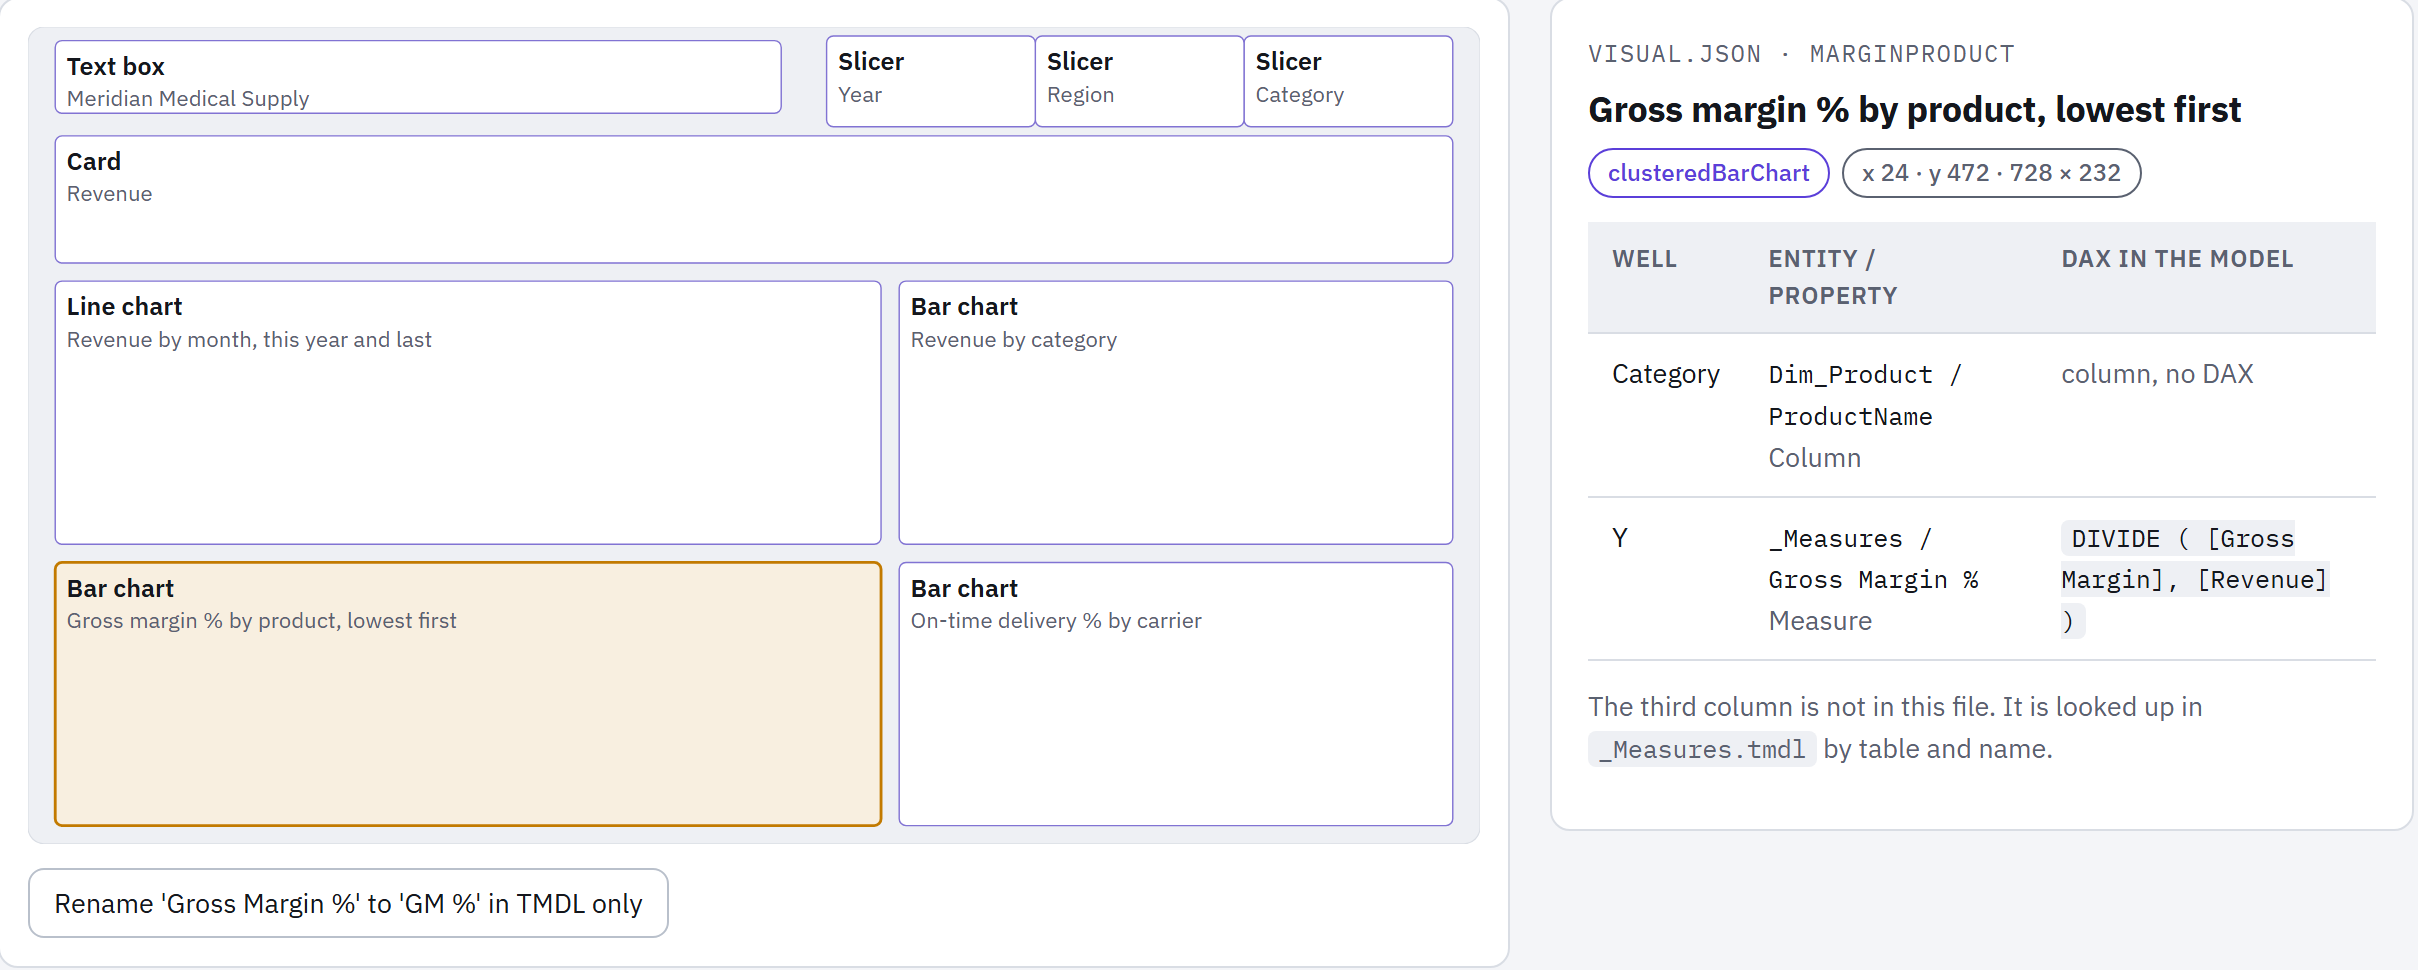 Text box
Meridian Medical Supply
Slicer
Year
Slicer
Region
Slicer
Category
Card
Revenue
Line chart
Revenue by month, this year and last
Bar chart
Revenue by category
Bar chart
Gross margin % by product, lowest first
Bar chart
On-time delivery % by carrier
Rename 'Gross Margin %' to 'GM %' in TMDL only
VISUAL.JSON · MARGINPRODUCT
Gross margin % by product, lowest first
clusteredBarChart
x 24 · y 472 · 728 × 232
WELL
ENTITY /
PROPERTY
DAX IN THE MODEL
Category
Dim_Product /
ProductName
Column
column, no DAX
Y
_Measures /
Gross Margin %
Measure
DIVIDE ( [Gross
Margin], [Revenue]
)
The third column is not in this file. It is looked up in
_Measures.tmdl by table and name.